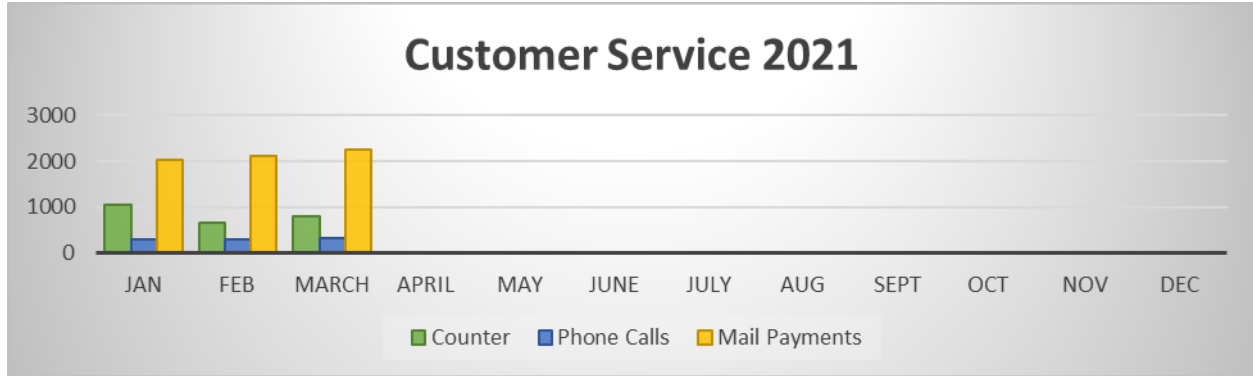 Customer Service 2021
3000
2000
1000
0
JAN FEB MARCH APRIL MAY JUNE JULY AUG SEPT OCT NOV DEC
Counter Phone Calls Mail Payments